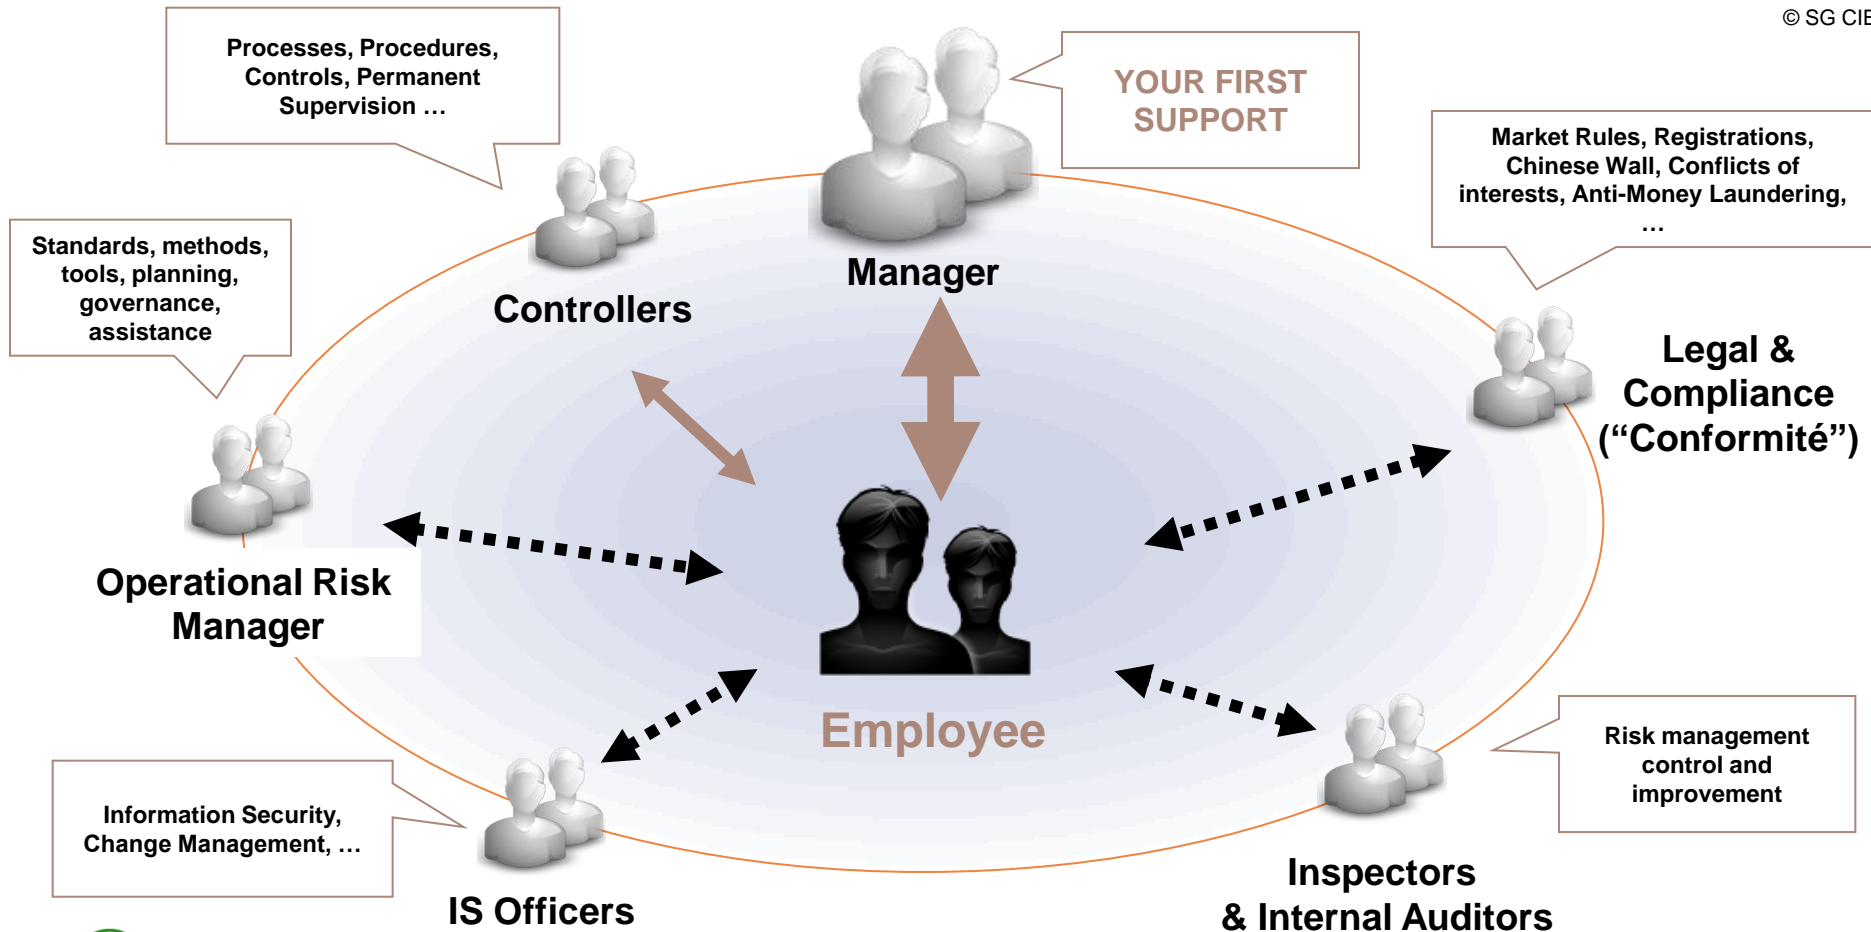 © SG CIB
Processes, Procedures,
Controls, Permanent
Supervision …
YOUR FIRST
SUPPORT
Market Rules, Registrations,
Chinese Wall, Conflicts of
interests, Anti-Money Laundering,
…
Standards, methods,
tools, planning,
governance,
assistance
Manager
Controllers
Legal &
Compliance
(“Conformité”)
Operational Risk
Manager
Employee
Risk management
control and
improvement
Information Security,
Change Management, …
IS Officers
Inspectors
& Internal Auditors